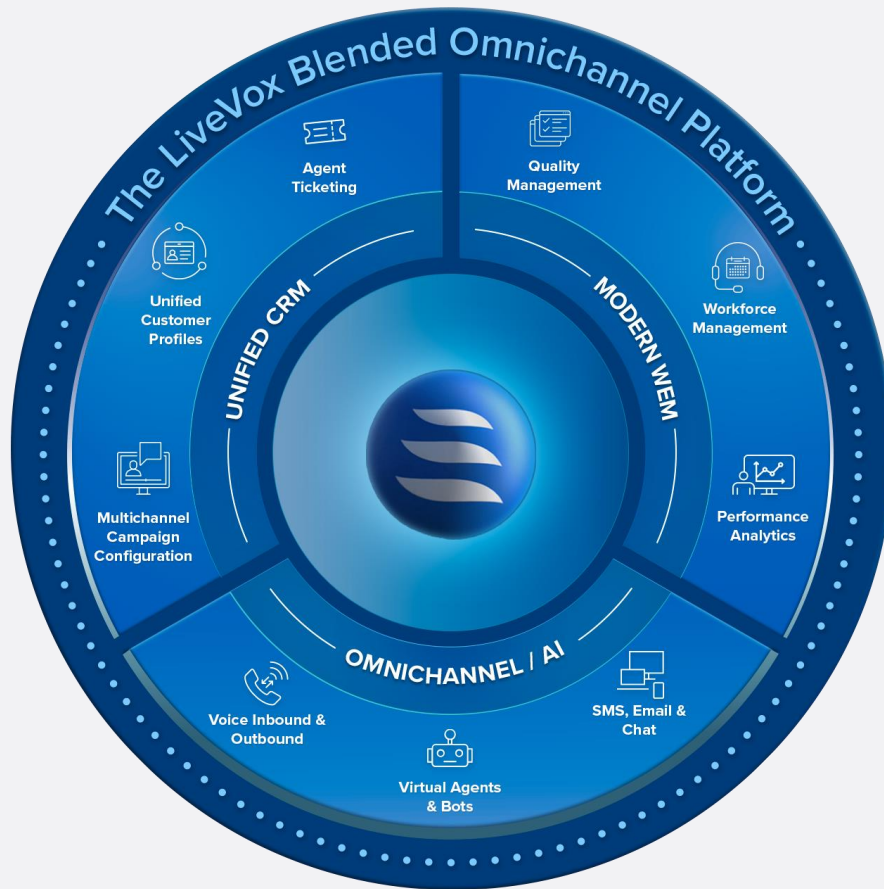 The LiveVox Blended Omnichannel Platform
Agent
Ticketing
Quality
Management
Unified
Customer
Profiles
Workforce
Management
UNIFIED CRM
MODERN WEM
Multichannel
Campaign
Configuration
Performance
Analytics
OMNICHANNEL / AI
Voice Inbound &
Outbound
SMS, Email &
Chat
Virtual Agents
& Bots